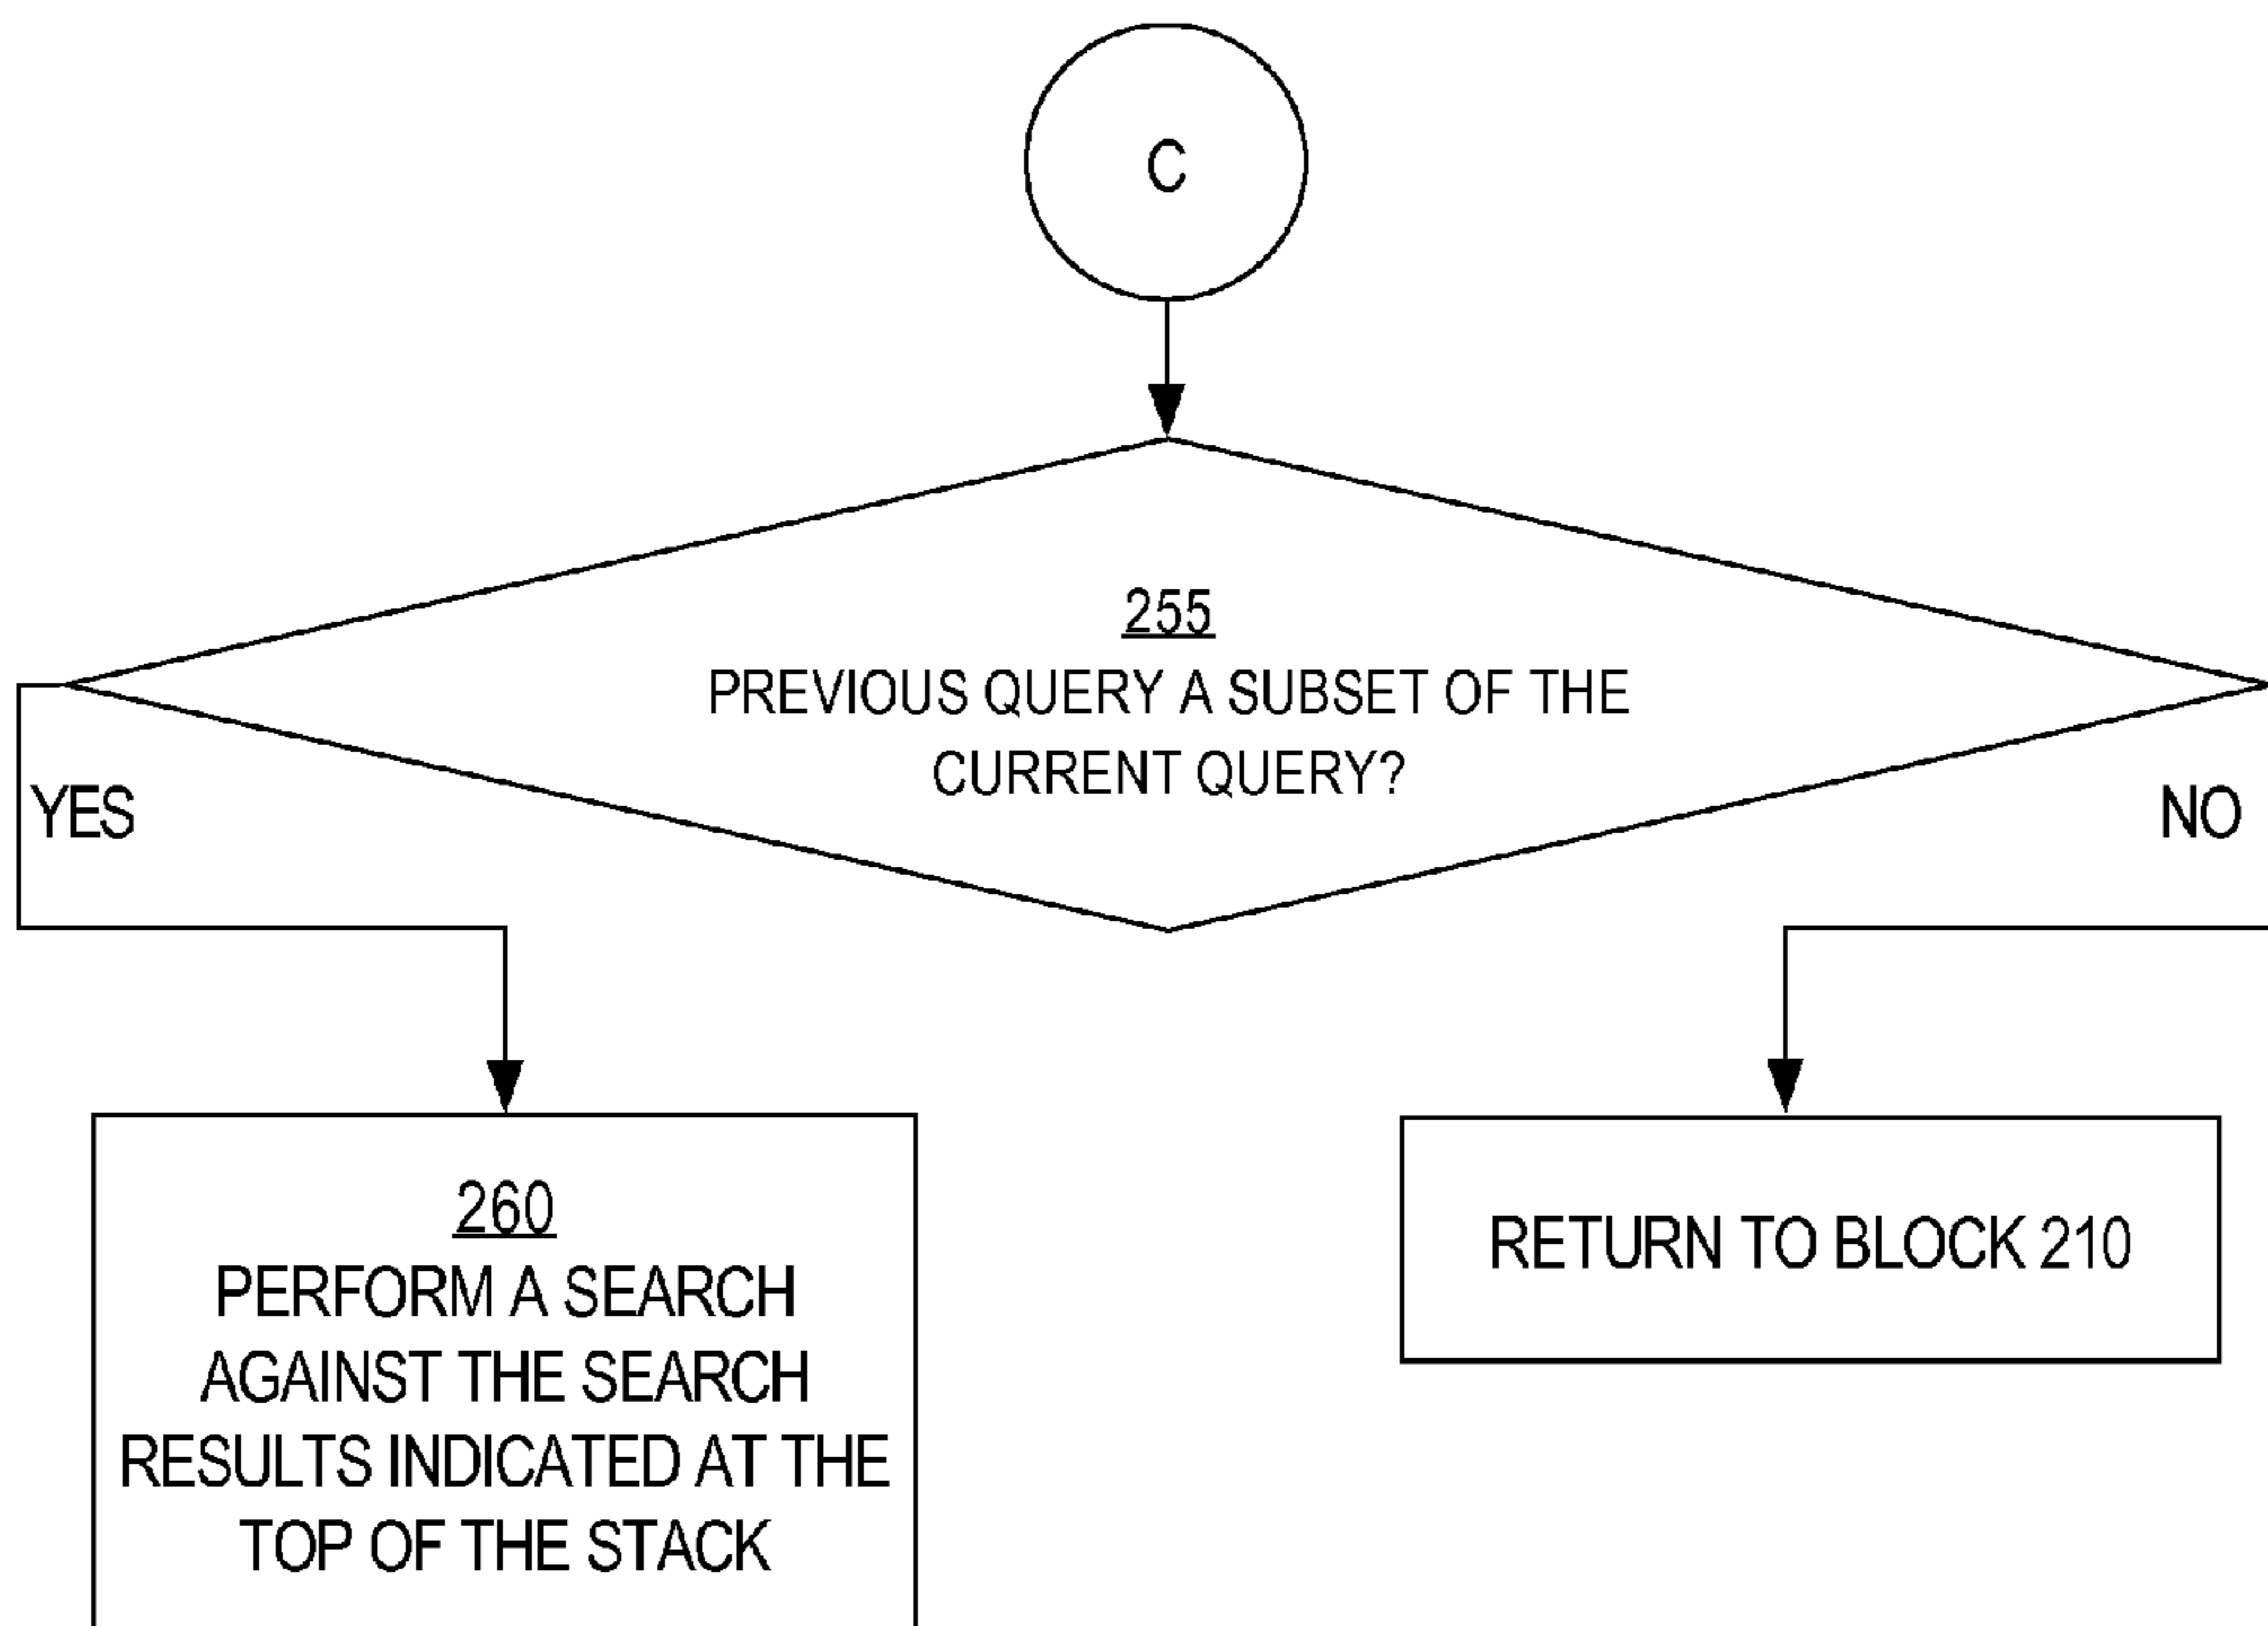 C
255
PREVIOUS QUERY A SUBSET OF THE
CURRENT QUERY?
YES
NO
260
PERFORM A SEARCH
AGAINST THE SEARCH
RESULTS INDICATED AT THE
TOP OF THE STACK
RETURN TO BLOCK 210